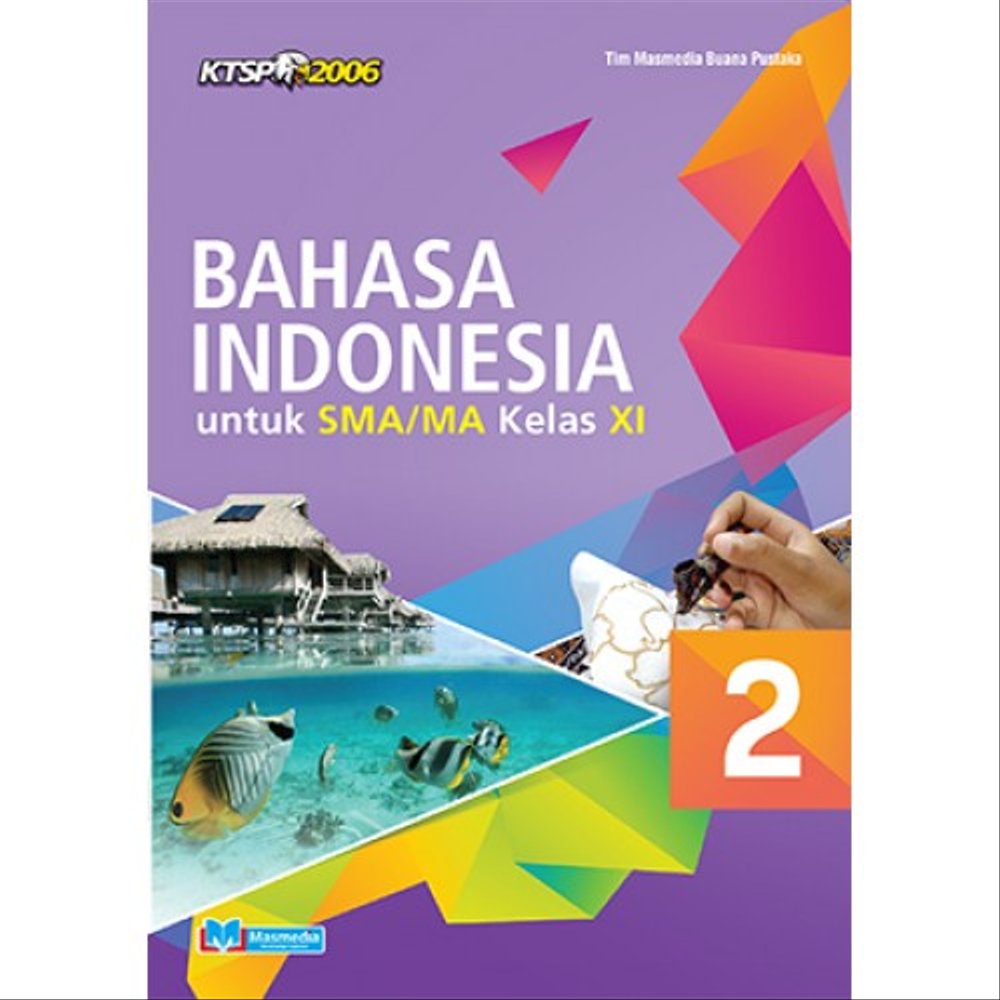 KTSP 2006
Tim Masmedia Buana Pustaka
BAHASA
INDONESIA
untuk SMA/MA Kelas XI
2
Masmedia